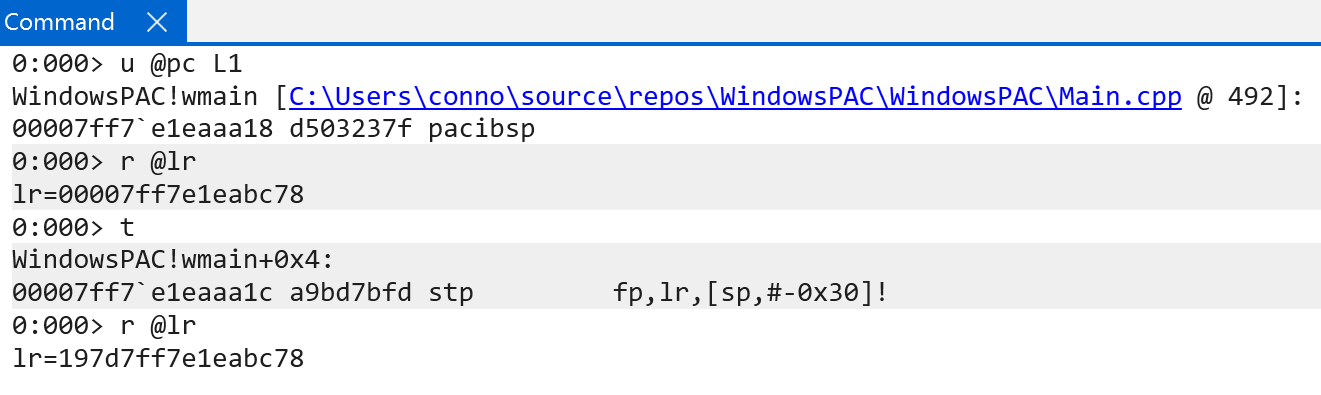 Command
0:000> u @pc L1
WindowsPAC!wmain [C:\Users\conno\source\repos\WindowsPAC\WindowsPAC\Main.cpp @ 492]:
00007ff7`e1eaaa18 d503237f pacibsp
0:000> r @lr
lr=00007ff7e1eabc78
0:000> t
WindowsPAC!wmain+0x4:
00007ff7`e1eaaa1c a9bd7bfd stp         fp,lr,[sp,#-0x30]!
0:000> r @lr
lr=197d7ff7e1eabc78